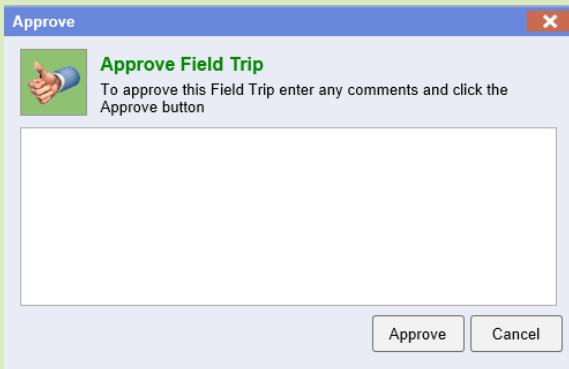 Approve
Approve Field Trip
To approve this Field Trip enter any comments and click the
Approve button
Approve
Cancel